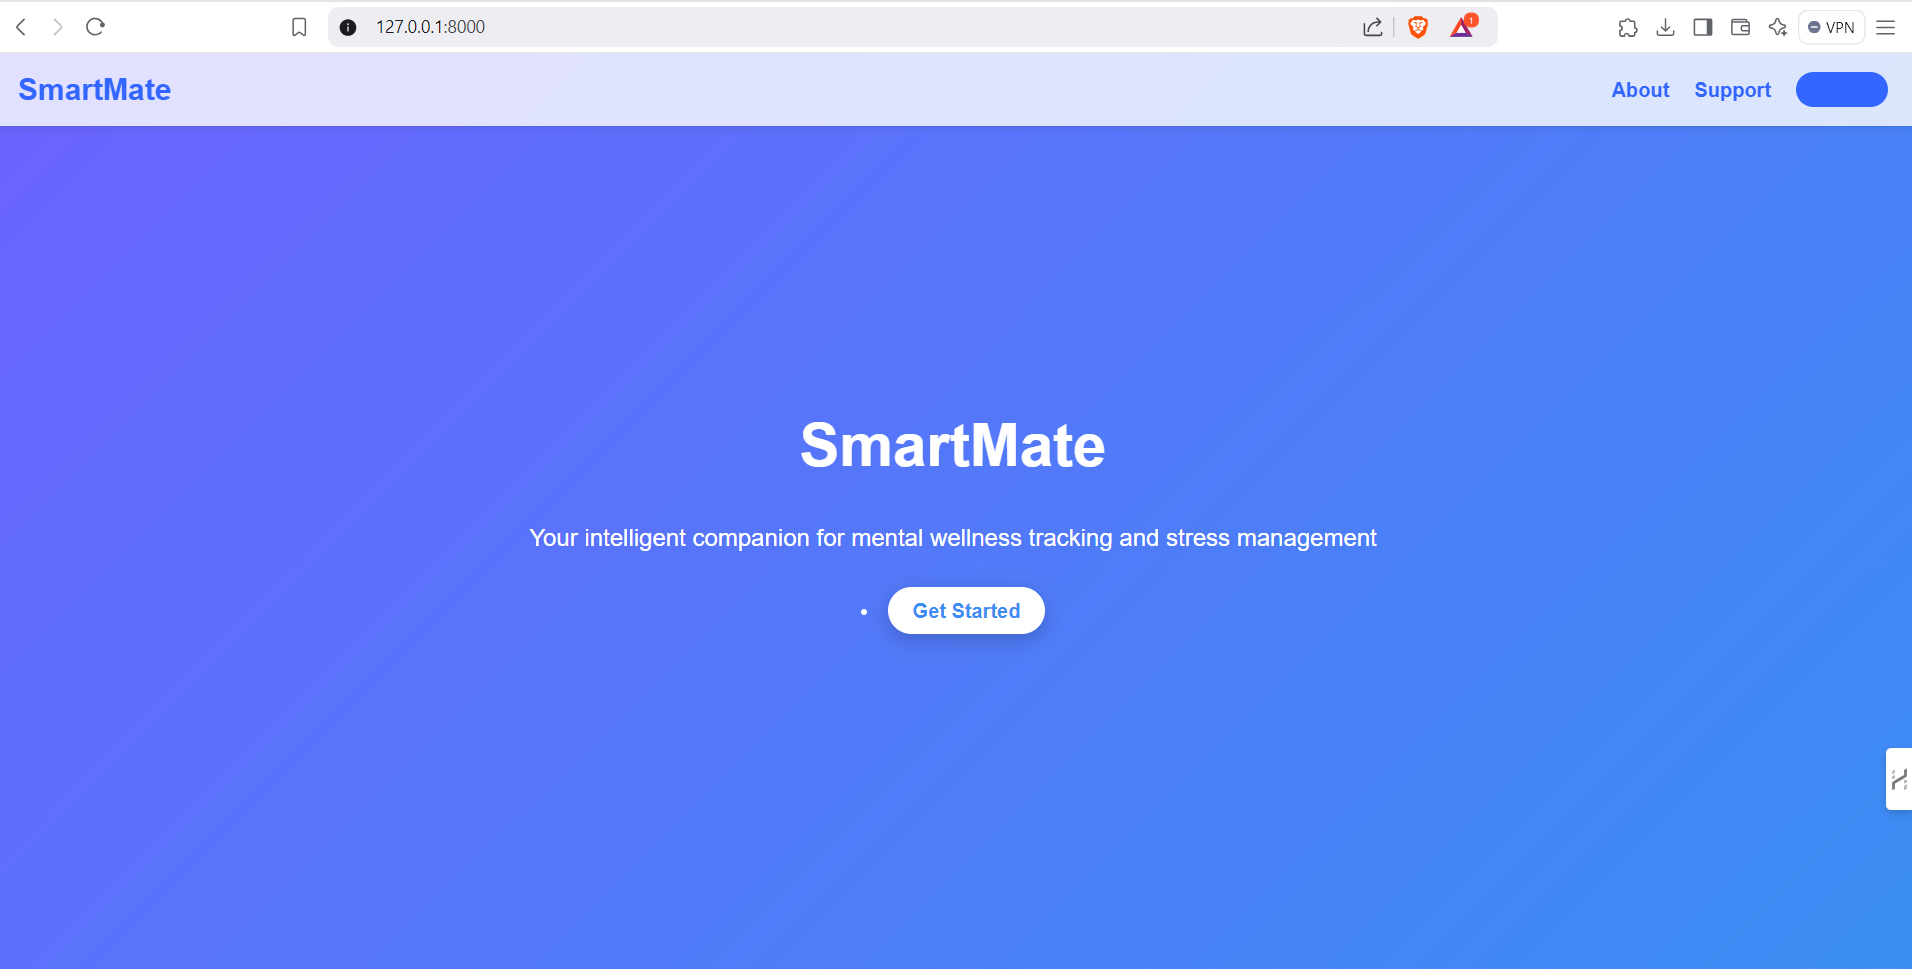 127.0.0.1:8000
1
VPN
SmartMate
About
Support
SmartMate
Your intelligent companion for mental wellness tracking and stress management
• Get Started